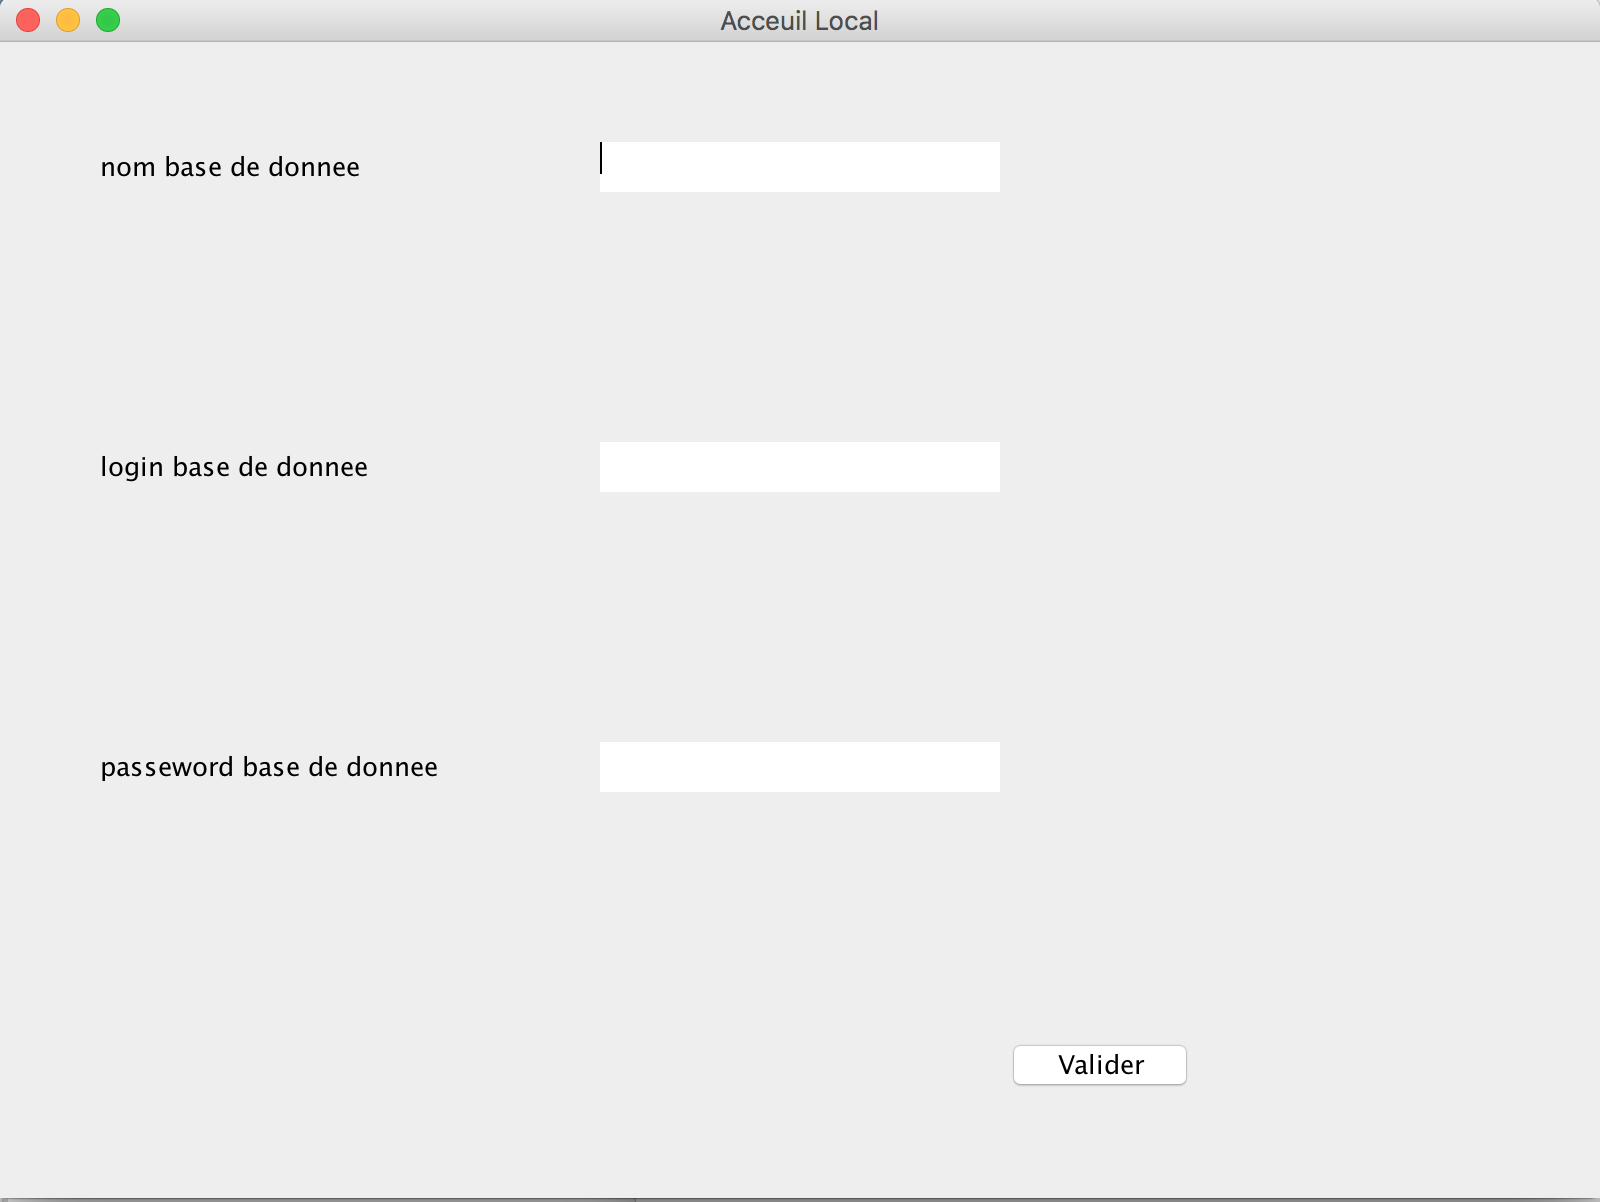 Acceuil Local
nom base de donnee
login base de donnee
passeword base de donnee
Valider